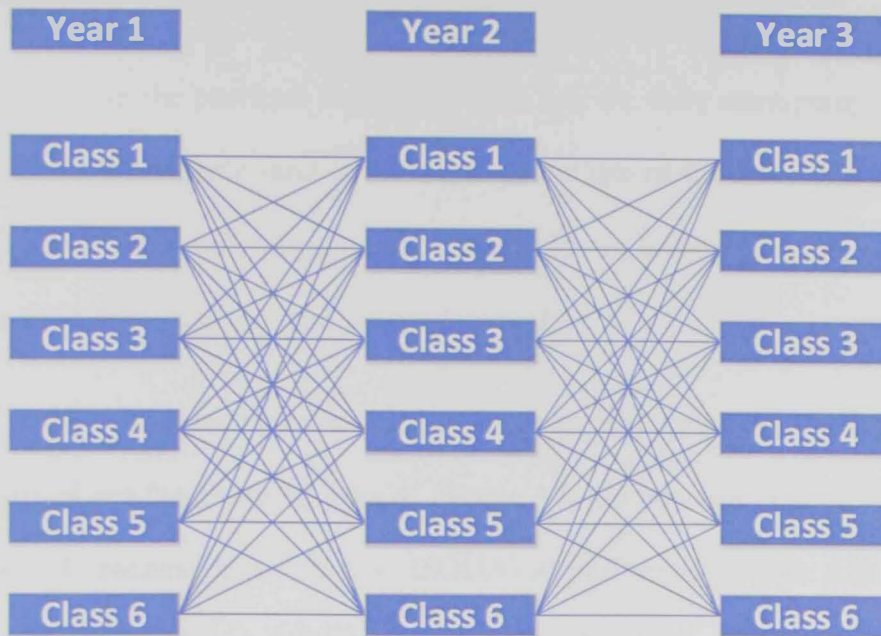 Year 1 Year 2 Year 3
Class 1 Class 1 Class 1
Class 2 Class 2 Class 2
Class 3 Class 3 Class 3
Class 4 Class 4 Class 4
Class 5 Class 5 Class 5
Class 6 Class 6 Class 6